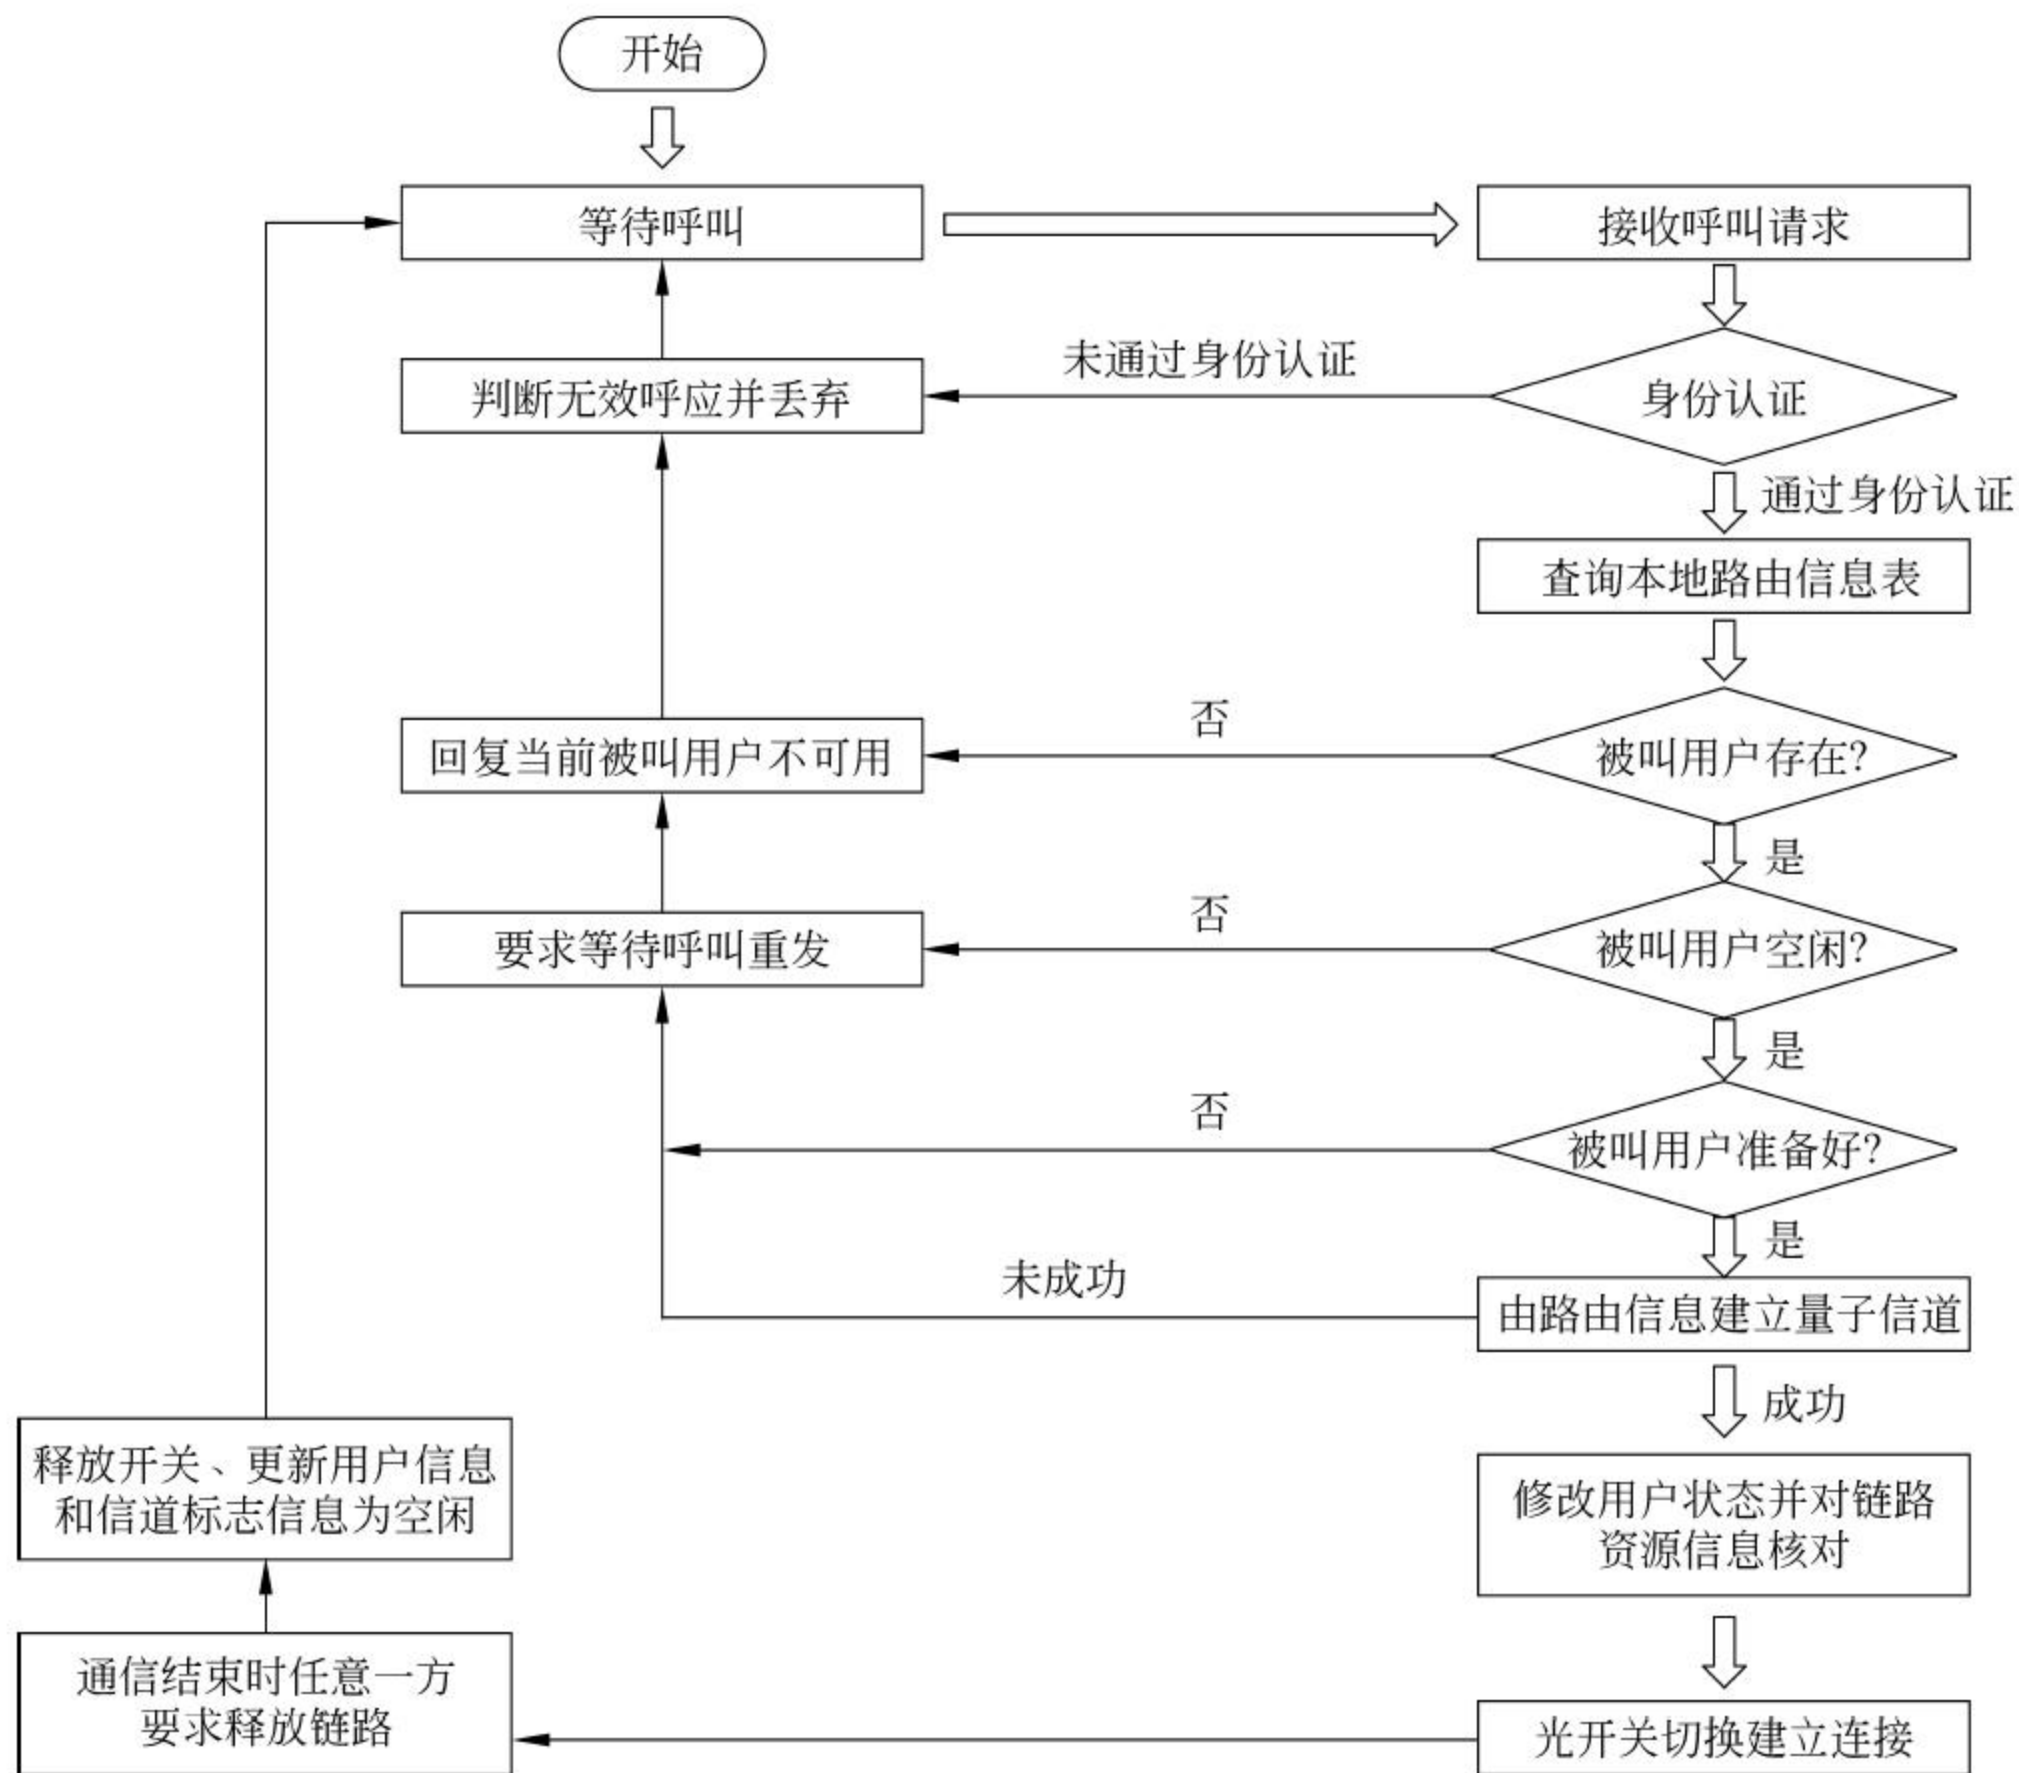 开始
等待呼叫
接收呼叫请求
未通过身份认证
判断无效呼应并丢弃
身份认证
通过身份认证
查询本地路由信息表
否
回复当前被叫用户不可用
被叫用户存在?
是
否
要求等待呼叫重发
被叫用户空闲?
是
否
被叫用户准备好?
是
未成功
由路由信息建立量子信道
成功
释放开关、更新用户信息
和信道标志信息为空闲
修改用户状态并对链路
资源信息核对
通信结束时任意一方
要求释放链路
光开关切换建立连接